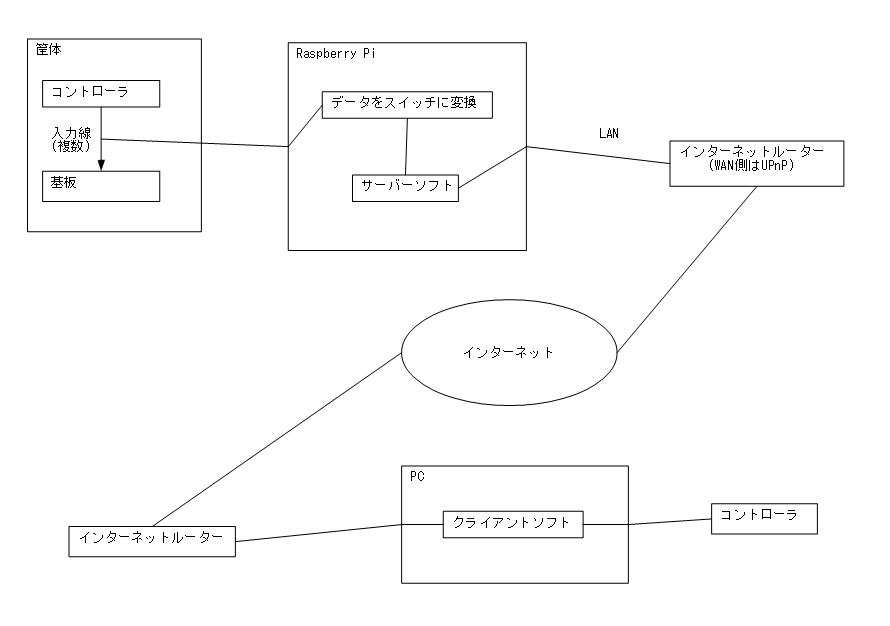 筐体
コントローラ
入力線
(複数)
基板
Raspberry Pi
データをスイッチに変換
サーバーソフト
LAN
インターネットルーター
(WAN側はUPnP)
インターネット
インターネットルーター
PC
クライアントソフト
コントローラ